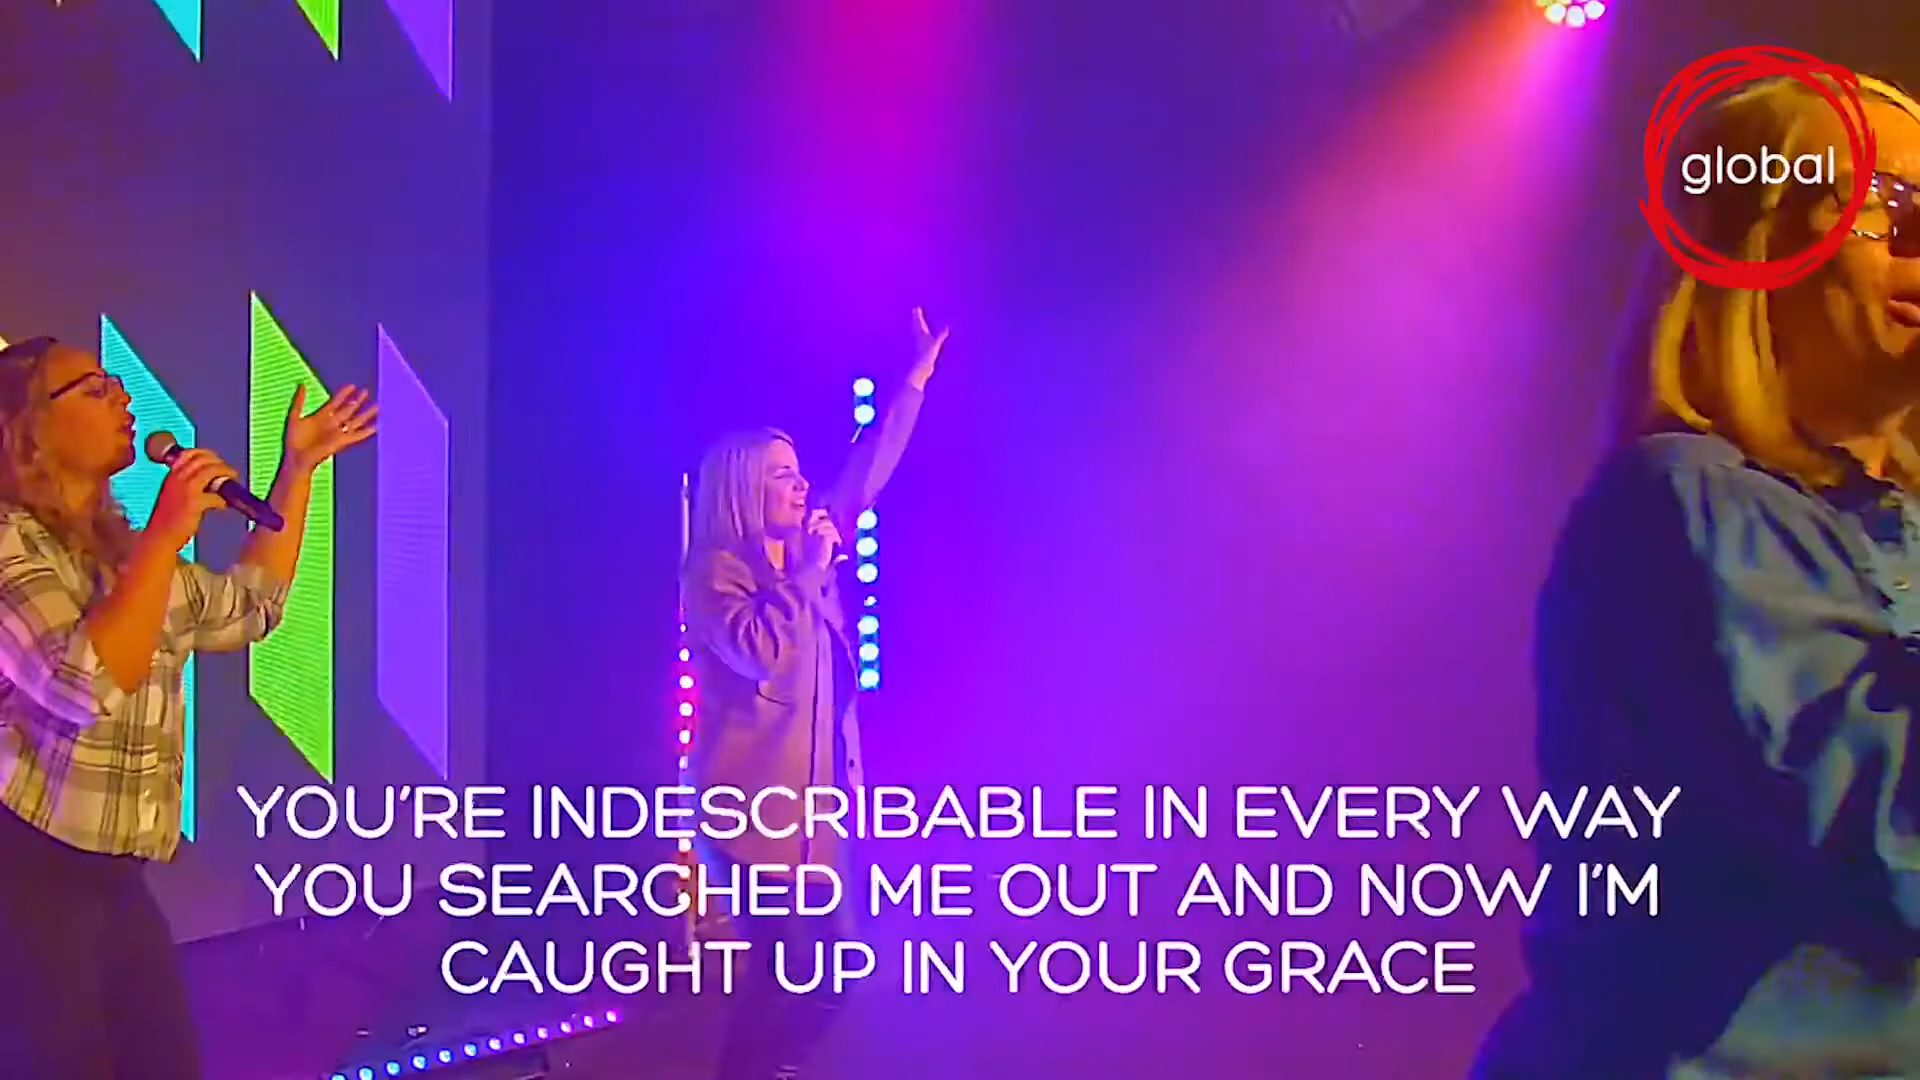 global
YOU'RE INDESCRIBABLE IN EVERY WAY
YOU SEARCHED ME OUT AND NOW I'M
CAUGHT UP IN YOUR GRACE